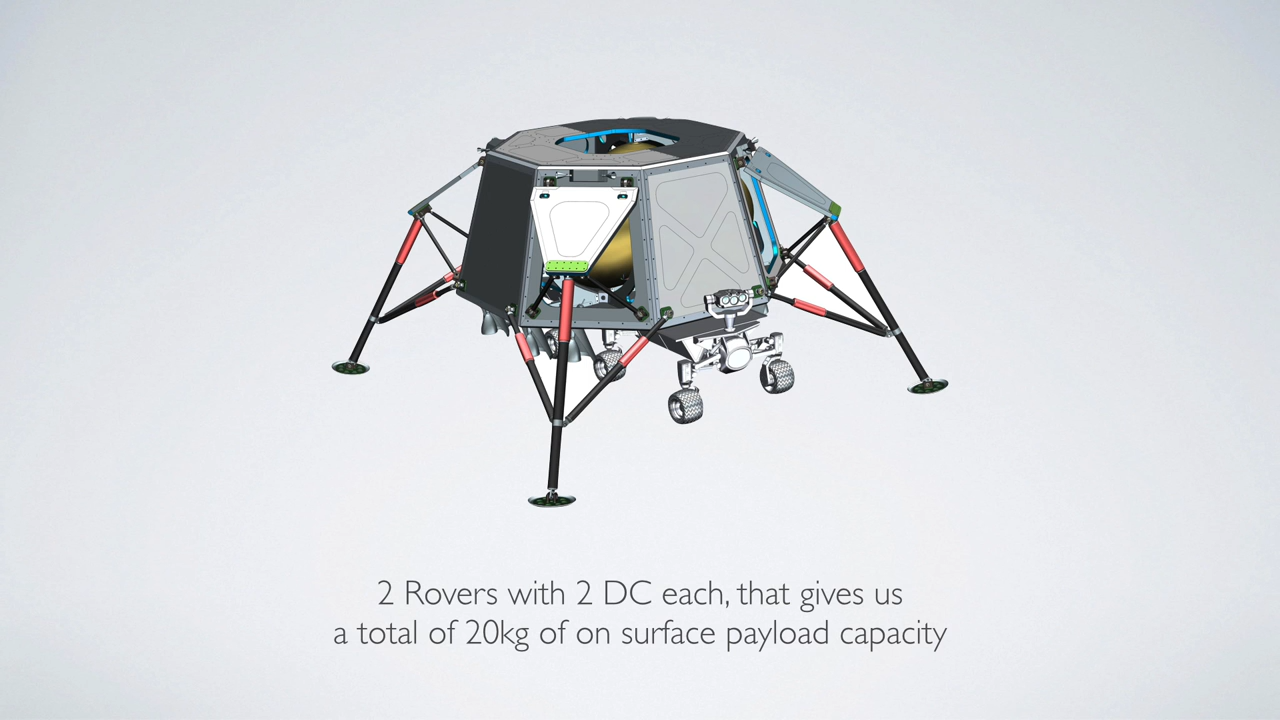 2 Rovers with 2 DC each, that gives us
a total of 20kg of on surface payload capacity